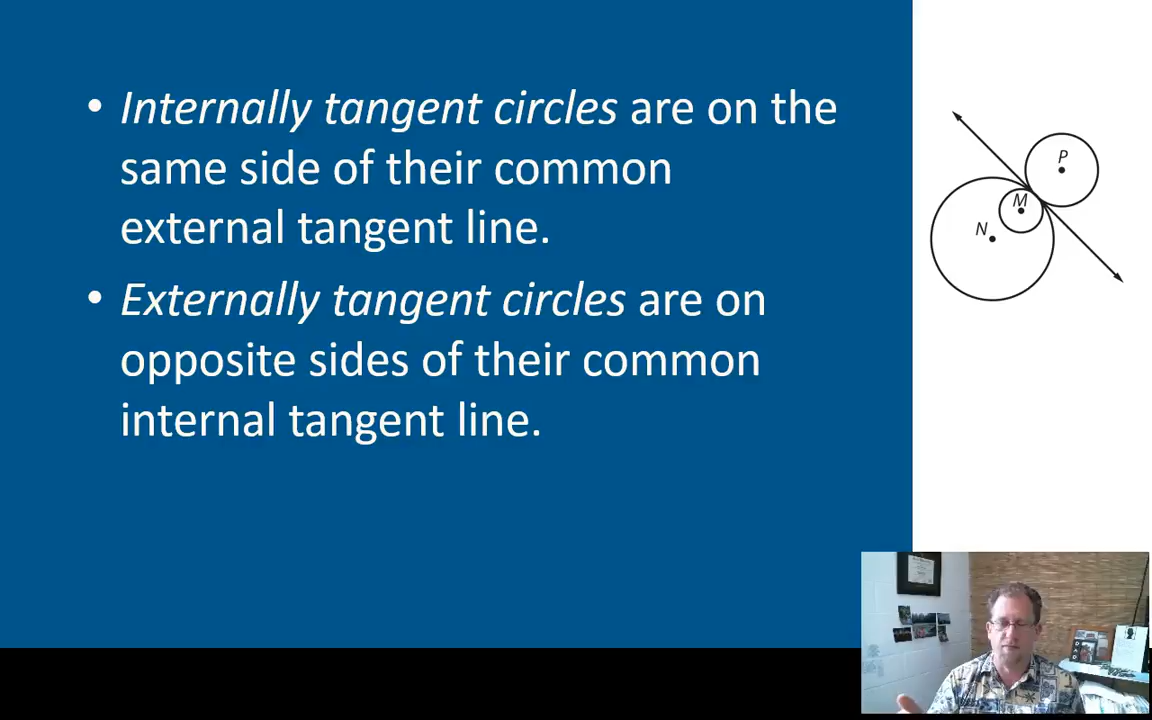 • Internally tangent circles are on the
same side of their common
external tangent line.
• Externally tangent circles are on
opposite sides of their common
internal tangent line.
P
M
N